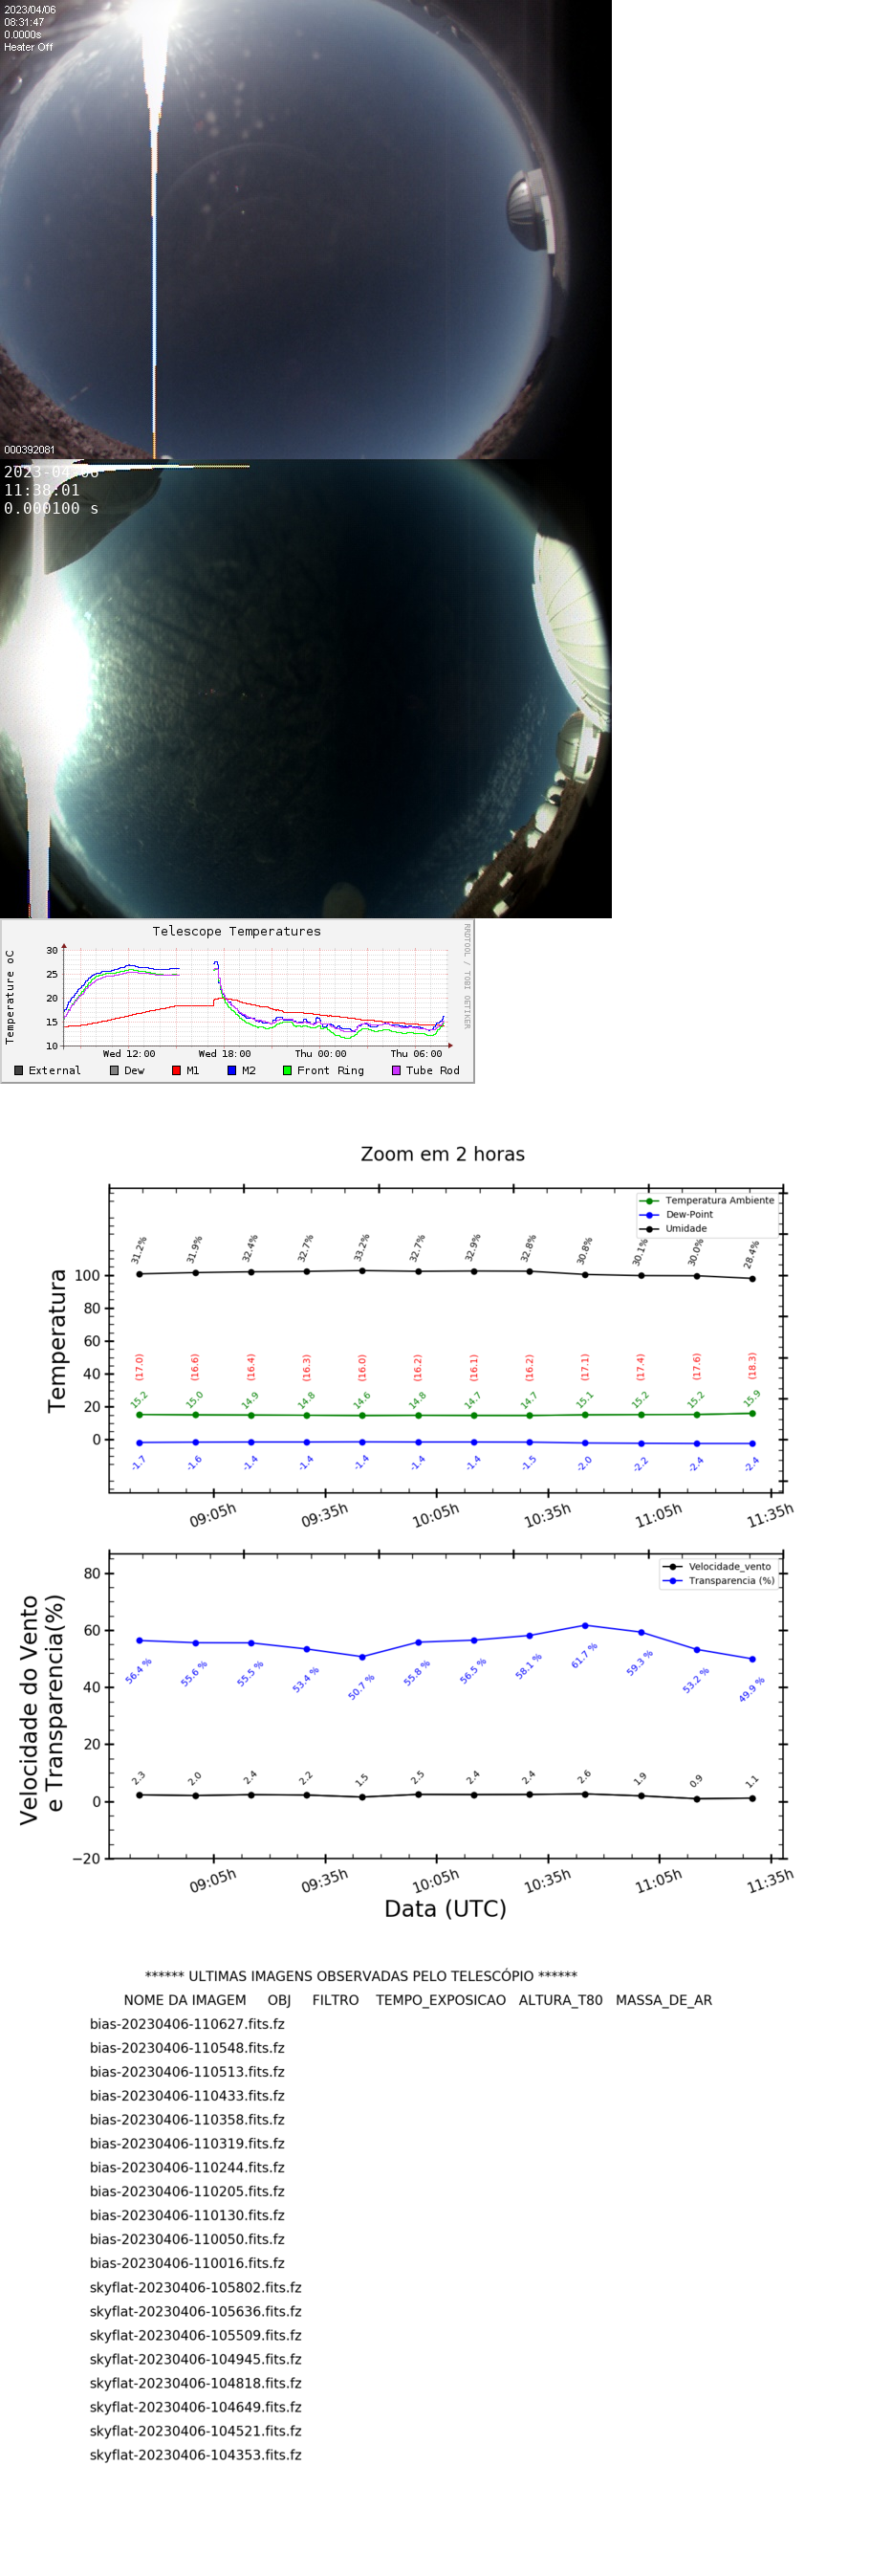 2023/04/06
08:31:47
0.0000s
Heater Off
000392081
2023-04-06
11:38:01
0.000100 s
Telescope Temperatures
RRDTOOL / TOBI OETIKER
Temperature oC
30
25
20
15
10
Wed 12:00 Wed 18:00 Thu 00:00 Thu 06:00
External Dew M1 M2 Front Ring Tube Rod
Zoom em 2 horas
Temperatura Ambiente
Dew-Point
Umidade
Temperatura
100
80
60
40
20
0
31.2% 31.9% 32.4% 32.7% 33.2% 32.7% 32.9% 32.8% 30.8% 30.1% 30.0% 28.4%
(17.0) (16.6) (16.4) (16.3) (16.0) (16.2) (16.1) (16.2) (17.1) (17.4) (17.6) (18.3)
15.2 15.0 14.9 14.8 14.6 14.8 14.7 14.7 15.1 15.2 15.2 15.9
-1.7 -1.6 -1.4 -1.4 -1.4 -1.4 -1.4 -1.5 -2.0 -2.2 -2.4 -2.4
09:05h 09:35h 10:05h 10:35h 11:05h 11:35h
Velocidade_vento
Transparencia (%)
Velocidade do Vento
e Transparencia(%)
80
60
40
20
0
−20
56.4 % 55.6 % 55.5 % 53.4 % 50.7 % 55.8 % 56.5 % 58.1 % 61.7 % 59.3 % 53.2 % 49.9 %
2.3 2.0 2.4 2.2 1.5 2.5 2.4 2.4 2.6 1.9 0.9 1.1
09:05h 09:35h 10:05h 10:35h 11:05h 11:35h
Data (UTC)
****** ULTIMAS IMAGENS OBSERVADAS PELO TELESCÓPIO ******
NOME DA IMAGEM OBJ FILTRO TEMPO_EXPOSICAO ALTURA_T80 MASSA_DE_AR
bias-20230406-110627.fits.fz
bias-20230406-110548.fits.fz
bias-20230406-110513.fits.fz
bias-20230406-110433.fits.fz
bias-20230406-110358.fits.fz
bias-20230406-110319.fits.fz
bias-20230406-110244.fits.fz
bias-20230406-110205.fits.fz
bias-20230406-110130.fits.fz
bias-20230406-110050.fits.fz
bias-20230406-110016.fits.fz
skyflat-20230406-105802.fits.fz
skyflat-20230406-105636.fits.fz
skyflat-20230406-105509.fits.fz
skyflat-20230406-104945.fits.fz
skyflat-20230406-104818.fits.fz
skyflat-20230406-104649.fits.fz
skyflat-20230406-104521.fits.fz
skyflat-20230406-104353.fits.fz